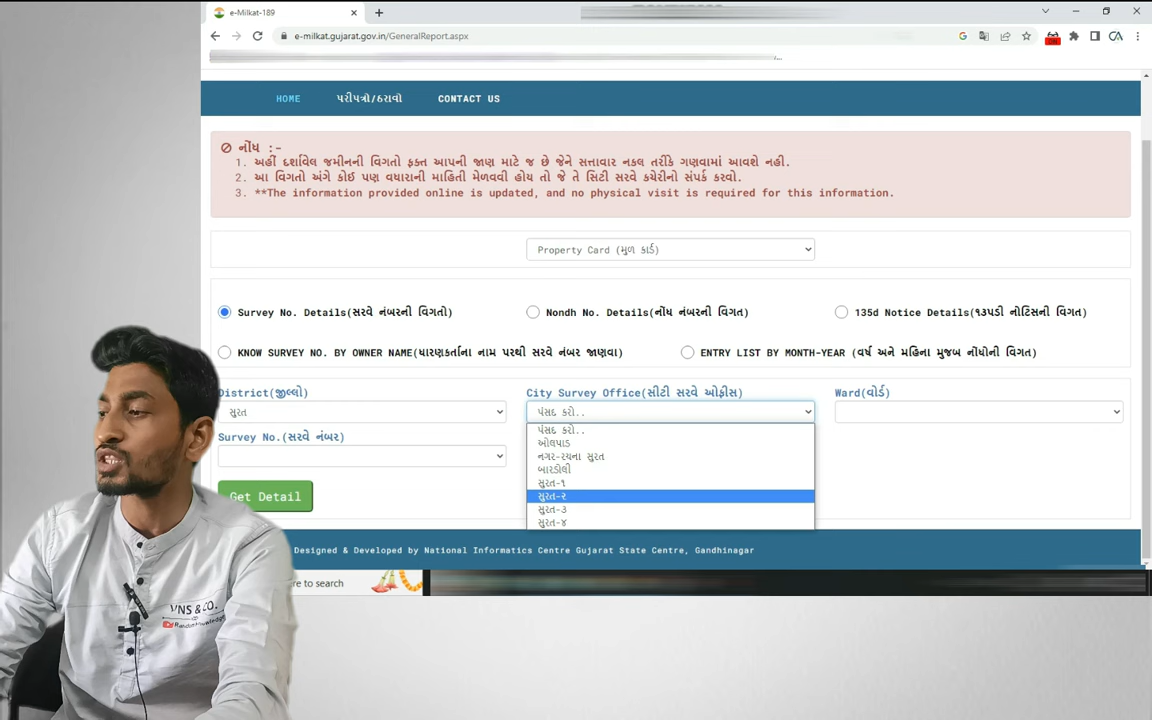 e-Milkat-189
e-milkat.gujarat.gov.in/GeneralReport.aspx
HOME પરીપત્રો/ઠરાવો CONTACT US
નોંધ :-
1. અહીં દર્શાવેલ જમીનની વિગતો ફક્ત આપની જાણ માટે જ છે જેને સત્તાવાર નકલ તરીકે ગણવામાં આવશે નહી.
2. આ વિગતો અંગે કોઈ પણ વધારાની માહિતી મેળવવી હોય તો જે તે સિટી સરવે કચેરીનો સંપર્ક કરવો.
3. **The information provided online is updated, and no physical visit is required for this information.
Property Card (મુળ કાર્ડ)
Survey No. Details(સરવે નંબરની વિગતો) Nondh No. Details(નોંધ નંબરની વિગત) 135d Notice Details(૧૩૫ડી નોટિસની વિગત)
KNOW SURVEY NO. BY OWNER NAME(ધારણકર્તાના નામ પરથી સરવે નંબર જાણવા) ENTRY LIST BY MONTH-YEAR (વર્ષ અને મહિના મુજબ નોંધોની વિગત)
District(જીલ્લો) City Survey Office(સીટી સરવે ઓફીસ) Ward(વોર્ડ)
સુરત પંસદ કરો..
Survey No.(સરવે નંબર)
પંસદ કરો..
ઓલપાડ
નગર-રચના સુરત
બારડોલી
સુરત-૧
સુરત-૨
સુરત-૩
સુરત-૪
Get Detail
Designed & Developed by National Informatics Centre Gujarat State Centre, Gandhinagar
re to search
VNS & CO.